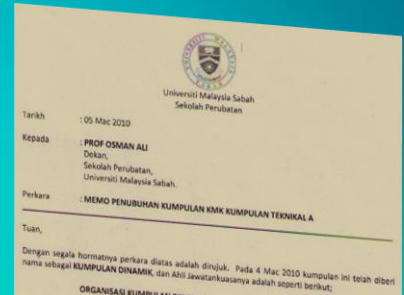 Universiti Malaysia Sabah
Sekolah Perubatan
Tarikh : 05 Mac 2010
Kepada : PROF OSMAN ALI
Dekan,
Sekolah Perubatan,
Universiti Malaysia Sabah.
Perkara : MEMO PENUBUHAN KUMPULAN KMK KUMPULAN TEKNIKAL A
Tuan,
Dengan segala hormatnya perkara diatas adalah dirujuk. Pada 4 Mac 2010 kumpulan ini telah diberi
nama sebagai KUMPULAN DINAMIK, dan Ahli Jawatankuasanya adalah seperti berikut;
ORGANISASI KUMPULAN